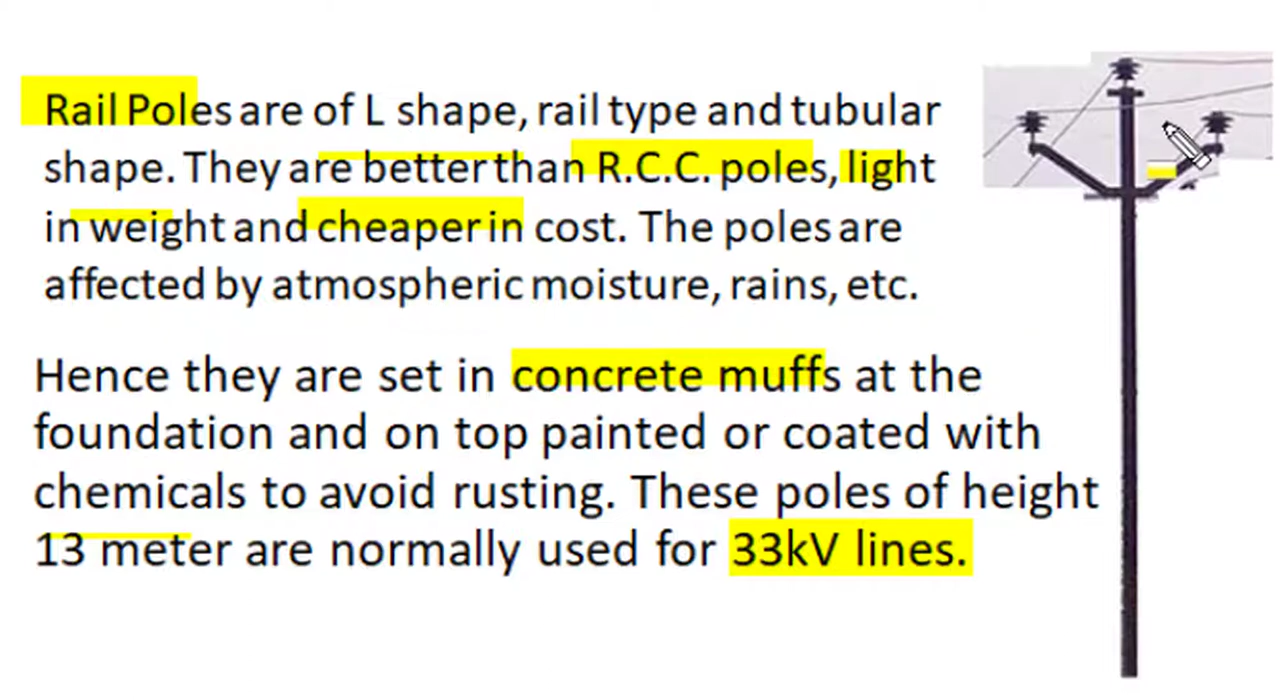 Rail Poles are of L shape, rail type and tubular
shape. They are better than R.C.C. poles, light
in weight and cheaper in cost. The poles are
affected by atmospheric moisture, rains, etc.
Hence they are set in concrete muffs at the
foundation and on top painted or coated with
chemicals to avoid rusting. These poles of height
13 meter are normally used for 33kV lines.